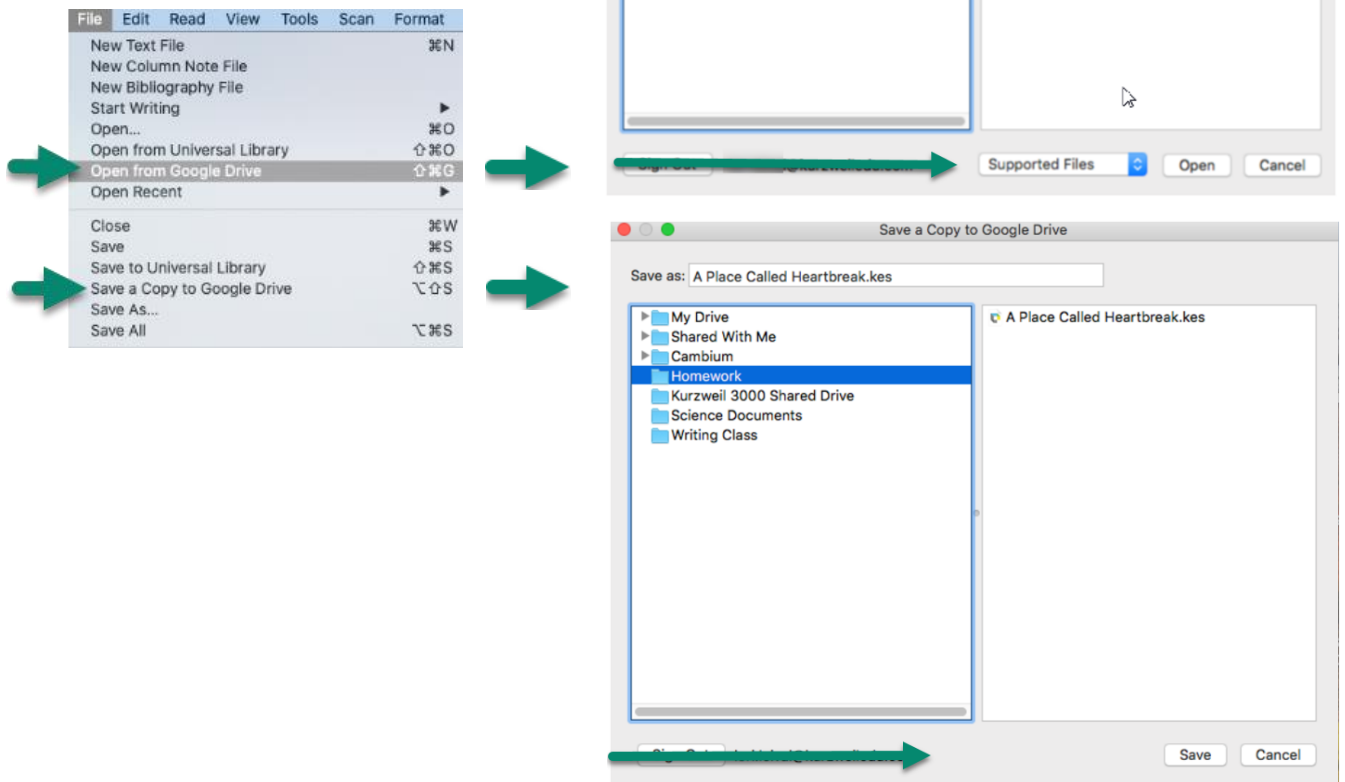 File Edit Read View Tools Scan Format
New Text File ⌘N
New Column Note File
New Bibliography File
Start Writing ▶
Open... ⌘O
Open from Universal Library ⇧⌘O
Open from Google Drive ⇧⌘G
Open Recent ▶
Close ⌘W
Save ⌘S
Save to Universal Library ⇧⌘S
Save a Copy to Google Drive ⌥⇧S
Save As...
Save All ⌥⌘S
Supported Files Open Cancel
Save a Copy to Google Drive
Save as: A Place Called Heartbreak.kes
My Drive
Shared With Me
Cambium
Homework
Kurzweil 3000 Shared Drive
Science Documents
Writing Class
A Place Called Heartbreak.kes
Save Cancel